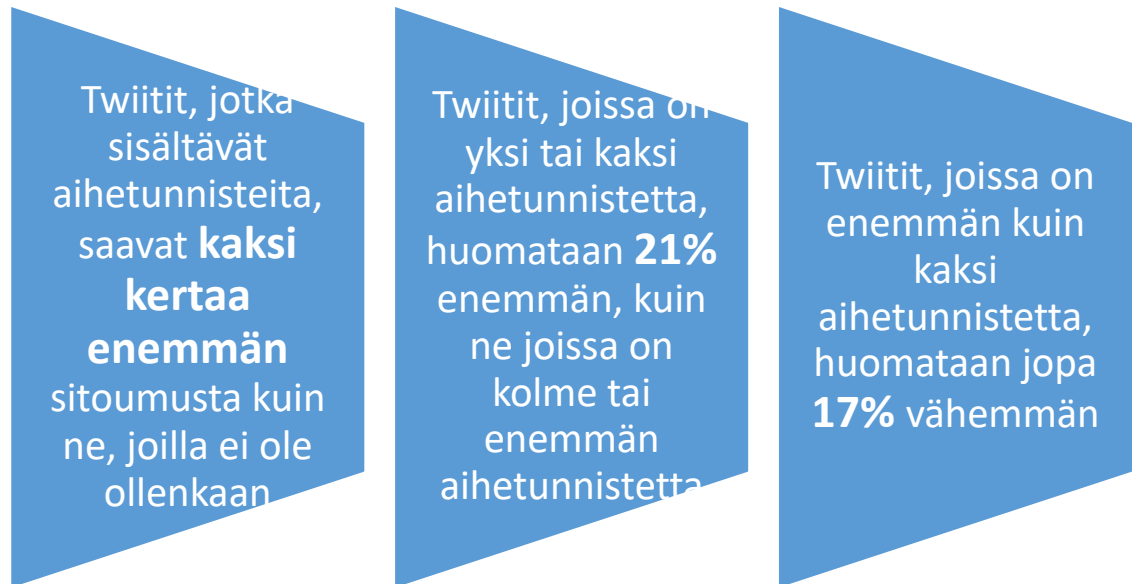 Twiitit, jotka
sisältävät
aihetunnisteita,
saavat kaksi
kertaa
enemmän
sitoumusta kuin
ne, joilla ei ole
ollenkaan
Twiitit, joissa on
yksi tai kaksi
aihetunnistetta,
huomataan 21%
enemmän, kuin
ne joissa on
kolme tai
enemmän
aihetunnistetta
Twiitit, joissa on
enemmän kuin
kaksi
aihetunnistetta,
huomataan jopa
17% vähemmän